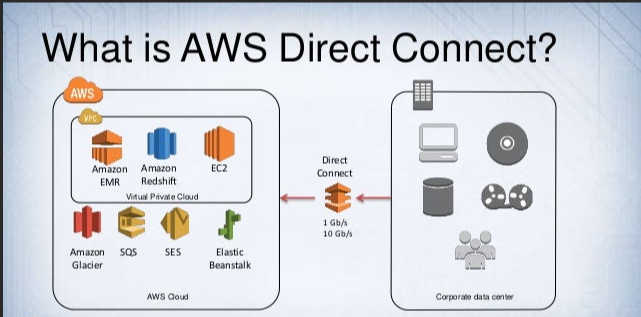 What is AWS Direct Connect?
AWS
VPC
Amazon
EMR
Amazon
Redshift
EC2
Virtual Private Cloud
Amazon
Glacier
SQS
SES
Elastic
Beanstalk
AWS Cloud
Direct
Connect
1 Gb/s
10 Gb/s
Corporate data center